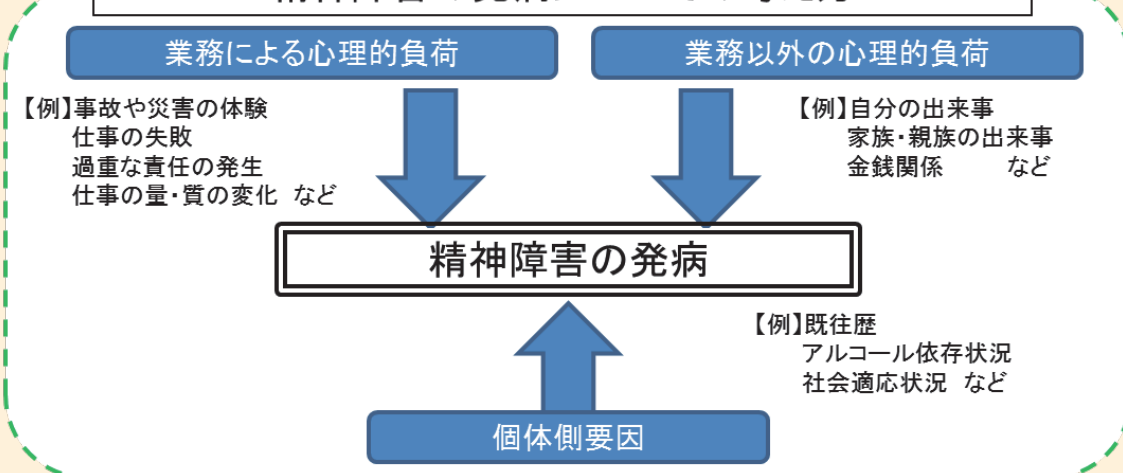 業務による心理的負荷
業務以外の心理的負荷
【例】事故や災害の体験
仕事の失敗
過重な責任の発生
仕事の量・質の変化 など
【例】自分の出来事
家族・親族の出来事
金銭関係 など
精神障害の発病
【例】既往歴
アルコール依存状況
社会適応状況 など
個体側要因